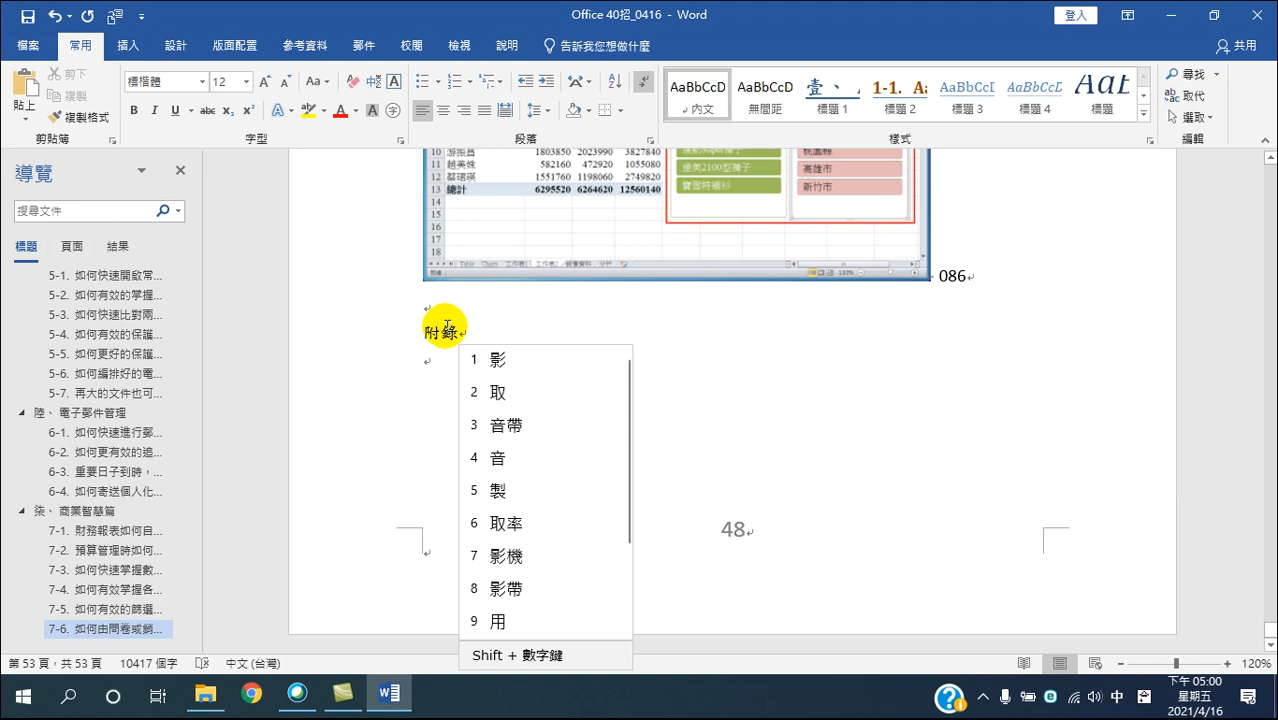 Office 40招_0416 - Word
登入
檔案 常用 插入 設計 版面配置 參考資料 郵件 校閱 檢視 說明 告訴我您想做什麼 共用
貼上 剪下 複製 複製格式
標楷體 12
AaBbCcD AaBbCcD 壹、 1-1. Aa AaBbCcI AaBbCcDd Aat
內文 無間距 標題 1 標題 2 標題 3 標題 4 標題
尋找 取代 選取
剪貼簿 字型 段落 樣式 編輯
導覽
搜尋文件
標題 頁面 結果
5-1. 如何快速開啟常...
5-2. 如何有效的掌握...
5-3. 如何快速比對兩...
5-4. 如何有效的保護...
5-5. 如何更好的保護...
5-6. 如何編排好的電...
5-7. 再大的文件也可...
陸、 電子郵件管理
6-1. 如何快速進行郵...
6-2. 如何更有效的追...
6-3. 重要日子到時，...
6-4. 如何寄送個人化...
柒、 商業智慧篇
7-1. 財務報表如何自...
7-2. 預算管理時如何...
7-3. 如何快速掌握數...
7-4. 如何有效掌握各...
7-5. 如何有效的篩選...
7-6. 如何由問卷或銷...
10 游振昌 1803850 2023990 3827840
11 趙美姝 582160 472920 1055080
12 蔡珺祺 1551760 1198060 2749820
13 總計 6295520 6264620 12560140
14
15
16
17
18
桃園縣
高雄市
新竹市
130%
086
附錄
1 影
2 取
3 音帶
4 音
5 製
6 取率
7 影機
8 影帶
9 用
Shift + 數字鍵
48
第 53 頁，共 53 頁 10417 個字 中文 (台灣) 120%
中
下午 05:00
星期五
2021/4/16